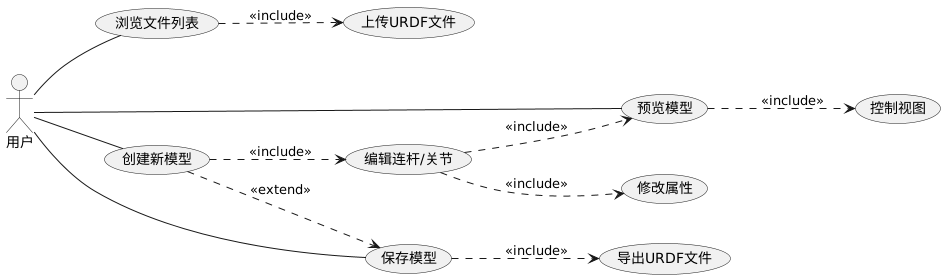 浏览文件列表
«include»
上传URDF文件
用户
预览模型
«include»
控制视图
«include»
创建新模型
«include»
编辑连杆/关节
«include»
修改属性
«extend»
保存模型
«include»
导出URDF文件